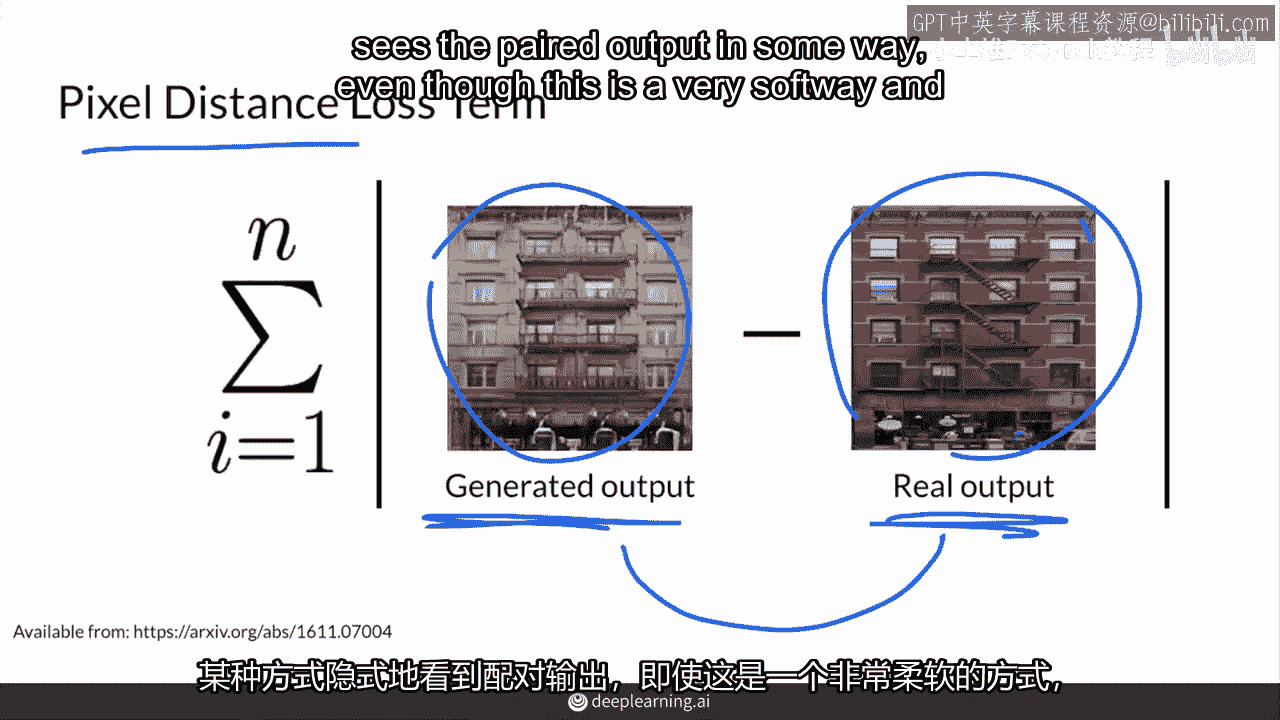 GPT中英字幕课程资源@bilibili.com
sees the paired output in some way,
even though this is a very softway and
Pixel Distance Loss Term
n
∑
i=1
| − |
Generated output
Real output
Available from: https://arxiv.org/abs/1611.07004
某种方式隐式地看到配对输出，即使这是一个非常柔软的方式，
deeplearning.ai